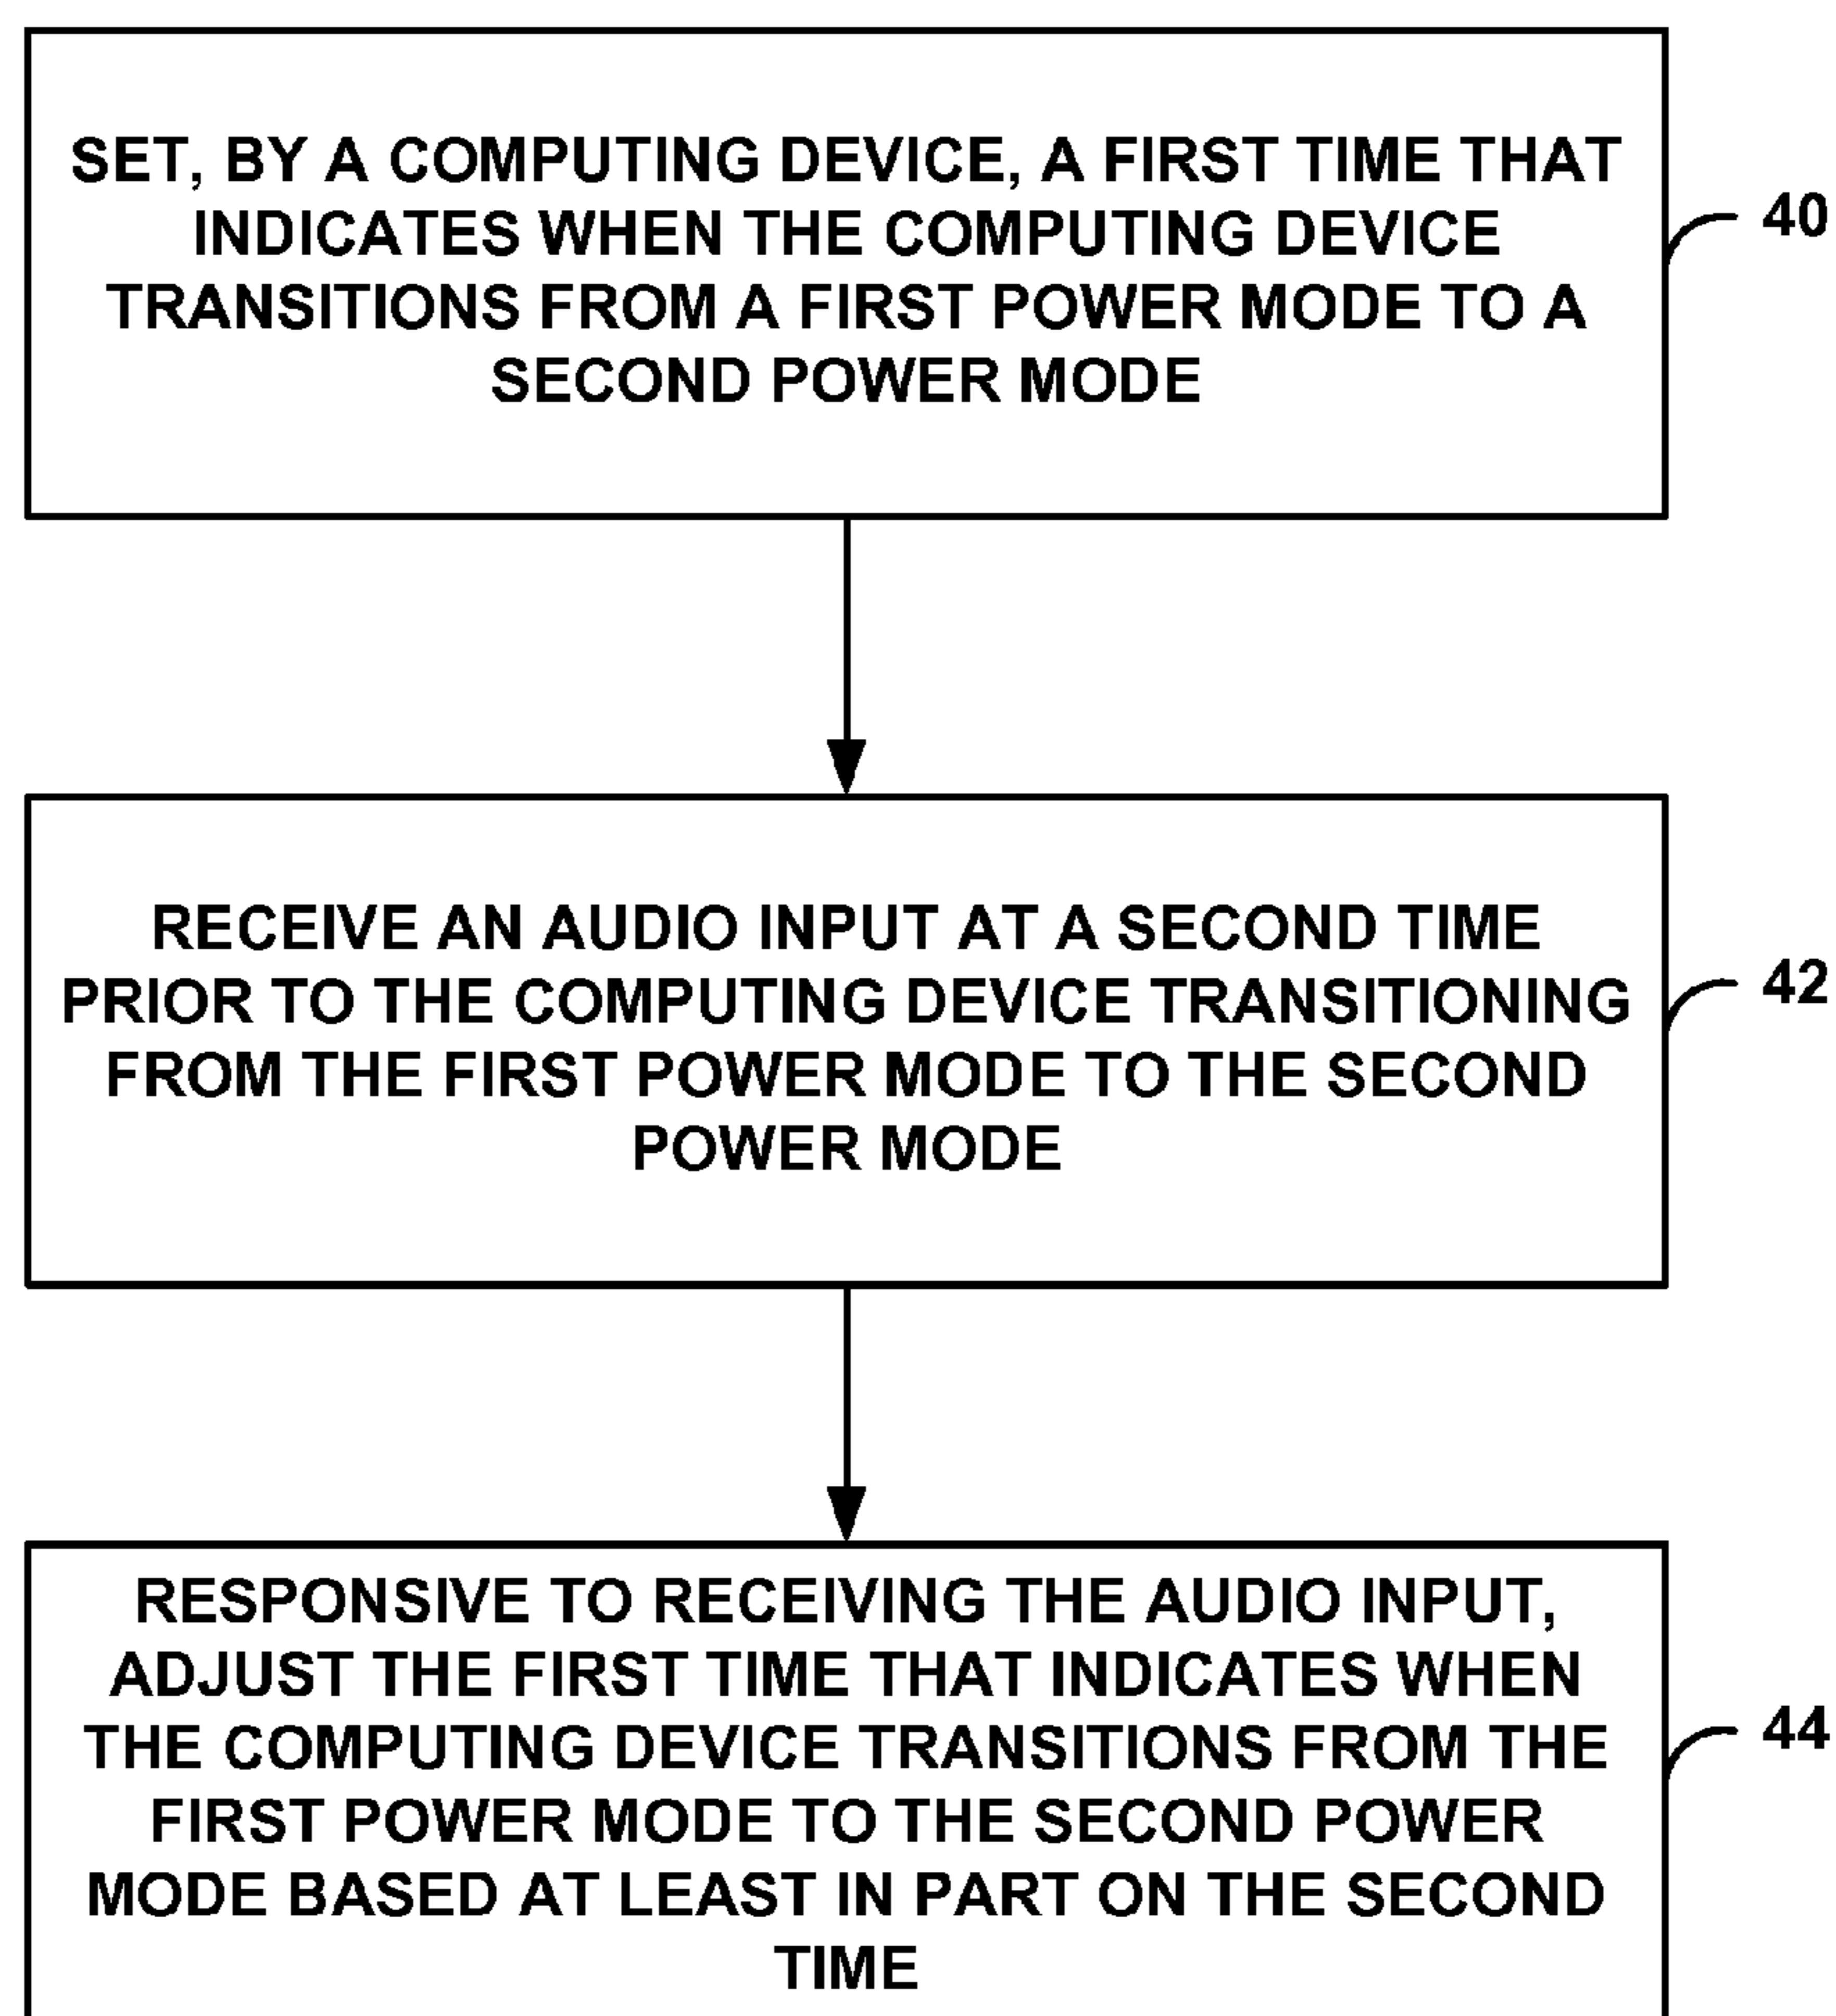 SET, BY A COMPUTING DEVICE, A FIRST TIME THAT
INDICATES WHEN THE COMPUTING DEVICE
TRANSITIONS FROM A FIRST POWER MODE TO A
SECOND POWER MODE
40
RECEIVE AN AUDIO INPUT AT A SECOND TIME
PRIOR TO THE COMPUTING DEVICE TRANSITIONING
FROM THE FIRST POWER MODE TO THE SECOND
POWER MODE
42
RESPONSIVE TO RECEIVING THE AUDIO INPUT,
ADJUST THE FIRST TIME THAT INDICATES WHEN
THE COMPUTING DEVICE TRANSITIONS FROM THE
FIRST POWER MODE TO THE SECOND POWER
MODE BASED AT LEAST IN PART ON THE SECOND
TIME
44